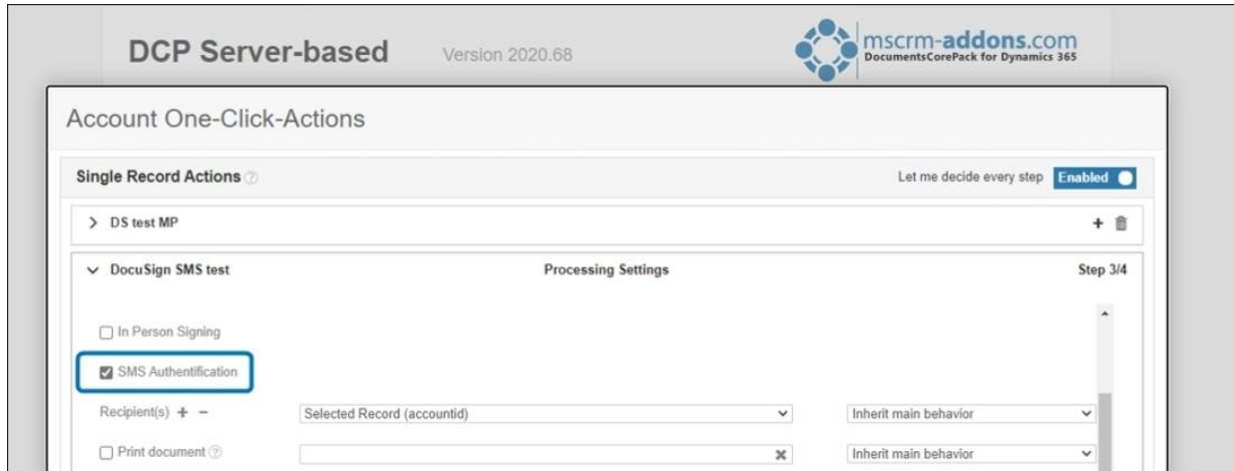 DCP Server-based Version 2020.68 mscrm-addons.com
DocumentsCorePack for Dynamics 365
Account One-Click-Actions
Single Record Actions ? Let me decide every step Enabled
DS test MP +
DocuSign SMS test Processing Settings Step 3/4
In Person Signing
SMS Authentification
Recipient(s) + − Selected Record (accountid) Inherit main behavior
Print document ? Inherit main behavior